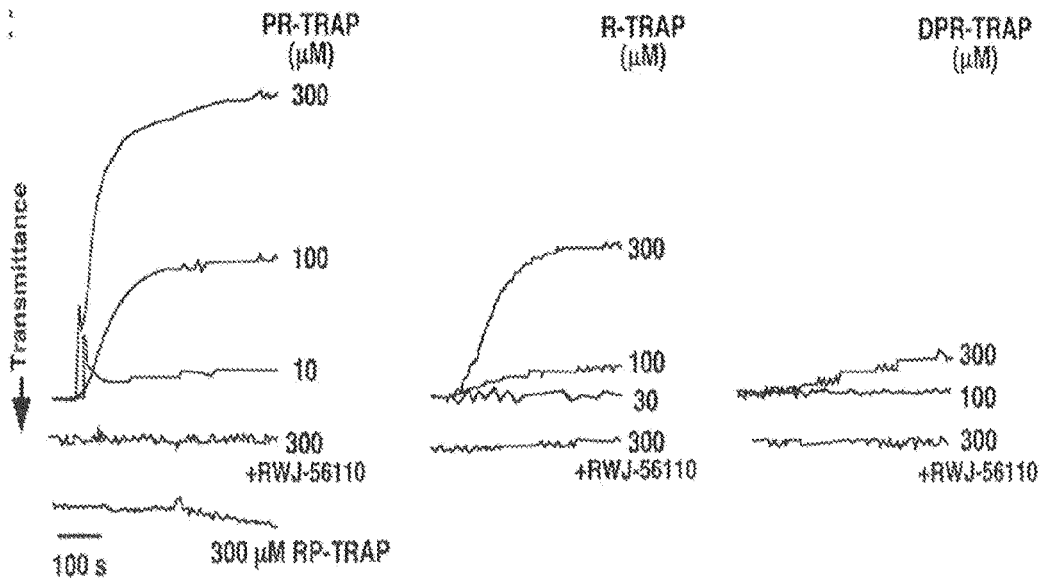 PR-TRAP
(µM)
300
100
10
300
+RWJ-56110
R-TRAP
(µM)
300
100
30
300
+RWJ-56110
DPR-TRAP
(µM)
300
100
300
+RWJ-56110
Transmittance
100 s
300 µM RP-TRAP